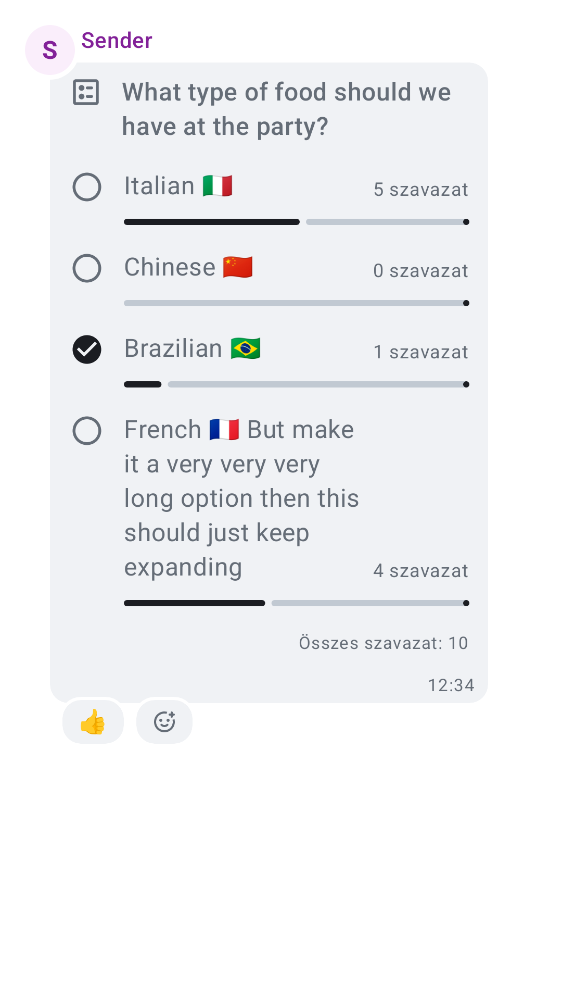 S
Sender
What type of food should we
have at the party?
Italian 🇮🇹
5 szavazat
Chinese 🇨🇳
0 szavazat
Brazilian 🇧🇷
1 szavazat
French 🇫🇷 But make
it a very very very
long option then this
should just keep
expanding
4 szavazat
Összes szavazat: 10
12:34
👍